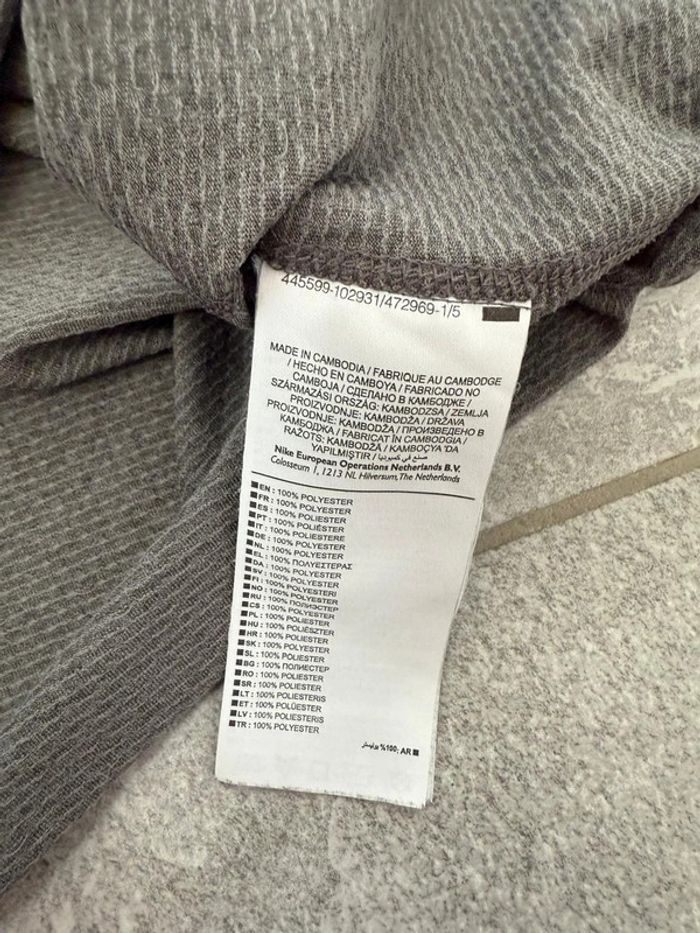 445599-102931/472969-1/5
MADE IN CAMBODIA / FABRIQUE AU CAMBODGE
/ HECHO EN CAMBOYA / FABRICADO NO
CAMBOJA / СДЕЛАНО В КАМБОДЖЕ /
SZÁRMAZÁSI ORSZÁG: KAMBODZSA / ZEMLJA
PROIZVODNJE: KAMBODŽA / DRŽAVA
PROIZVODNJE: KAMBODŽA / ПРОИЗВЕДЕНО В
КАМБОДЖА / FABRICAT ÎN CAMBODGIA /
RAŽOTS: KAMBODŽĀ / KAMBOÇYA 'DA
YAPILMIŞTIR / صنع في كمبوديا
Nike European Operations Netherlands B.V.
Colosseum 1, 1213 NL Hilversum, The Netherlands
EN : 100% POLYESTER
FR : 100% POLYESTER
ES : 100% POLIÉSTER
PT : 100% POLIÉSTER
IT : 100% POLIESTERE
DE : 100% POLYESTER
NL : 100% POLYESTER
EL : 100% ΠΟΛΥΕΣΤΕΡΑΣ
DA : 100% POLYESTER
SV : 100% POLYESTER
FI : 100% POLYESTERI
NO : 100% POLYESTER
RU : 100% ПОЛИЭСТЕР
CS : 100% POLYESTER
PL : 100% POLIESTER
HU : 100% POLIÉSZTER
HR : 100% POLIESTER
SK : 100% POLYESTER
SL : 100% POLIESTER
BG : 100% ПОЛИЕСТЕР
RO : 100% POLIESTER
SR : 100% POLIESTER
LT : 100% POLIESTERIS
ET : 100% POLÜESTER
LV : 100% POLIESTERIS
TR : 100% POLYESTER
AR :%100 بوليستر